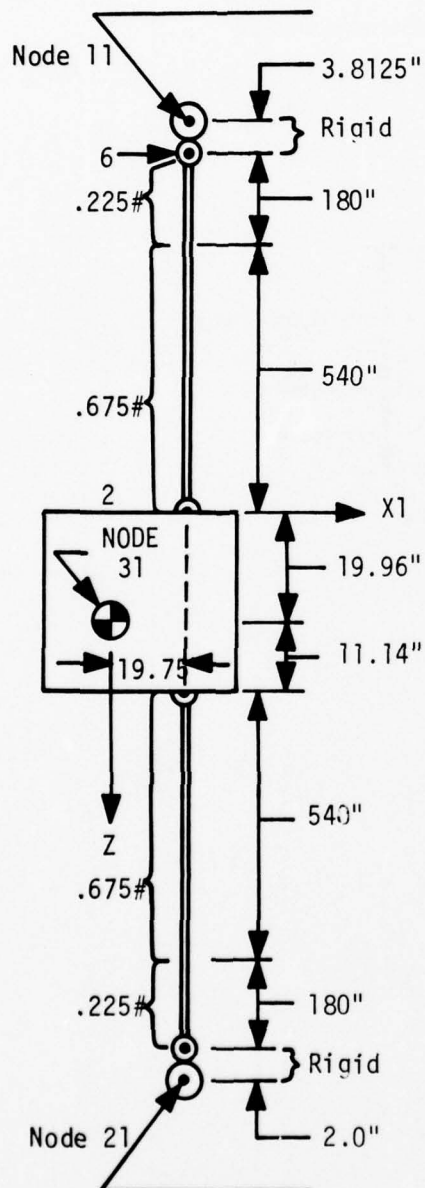 Node 11
3.8125"
Rigid
6
.225#
180"
.675#
540"
2
X1
NODE
31
19.96"
19.75
11.14"
Z
540"
.675#
.225#
180"
Rigid
Node 21
2.0"